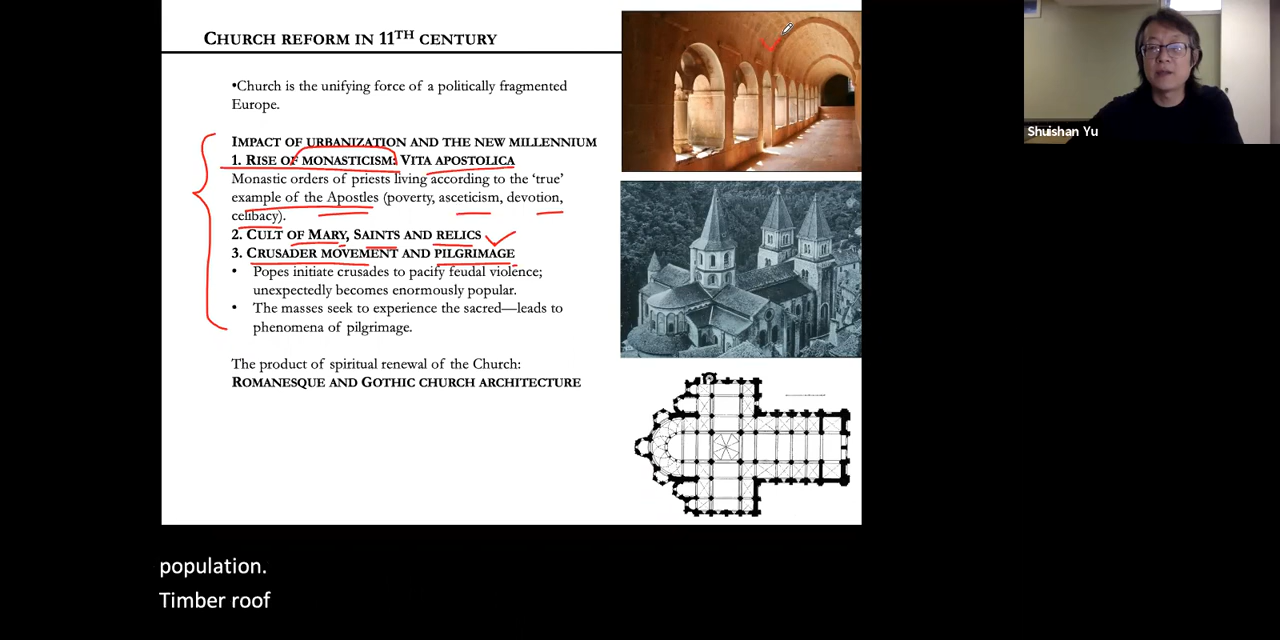 CHURCH REFORM IN 11TH CENTURY
•Church is the unifying force of a politically fragmented
Europe.
IMPACT OF URBANIZATION AND THE NEW MILLENNIUM
1. RISE OF MONASTICISM: VITA APOSTOLICA
Monastic orders of priests living according to the ‘true’
example of the Apostles (poverty, asceticism, devotion,
celibacy).
2. CULT OF MARY, SAINTS AND RELICS
3. CRUSADER MOVEMENT AND PILGRIMAGE
• Popes initiate crusades to pacify feudal violence;
unexpectedly becomes enormously popular.
• The masses seek to experience the sacred—leads to
phenomena of pilgrimage.
The product of spiritual renewal of the Church:
ROMANESQUE AND GOTHIC CHURCH ARCHITECTURE
Shuishan Yu
population.
Timber roof